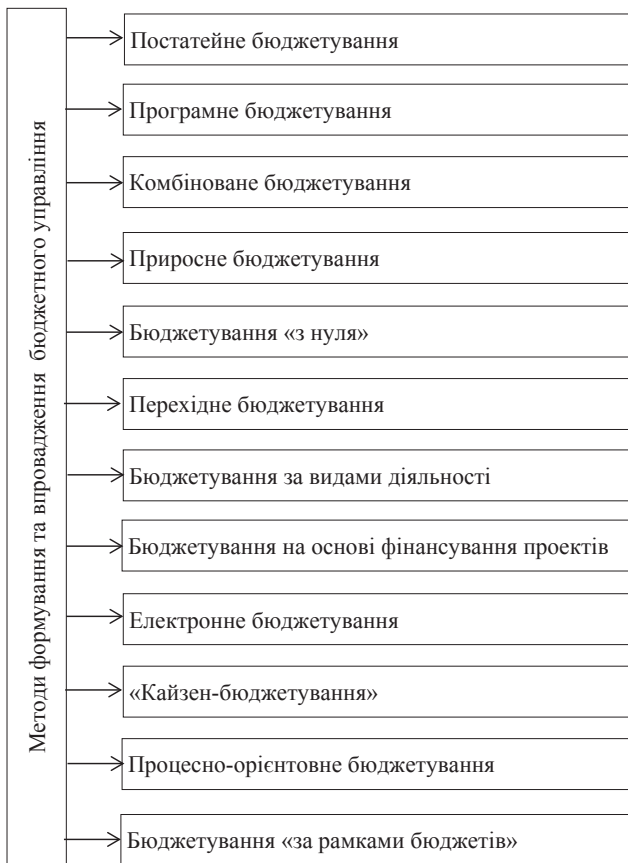 Методи формування та впровадження бюджетного управління
Постатейне бюджетування
Програмне бюджетування
Комбіноване бюджетування
Приросне бюджетування
Бюджетування «з нуля»
Перехідне бюджетування
Бюджетування за видами діяльності
Бюджетування на основі фінансування проектів
Електронне бюджетування
«Кайзен-бюджетування»
Процесно-орієнтовне бюджетування
Бюджетування «за рамками бюджетів»